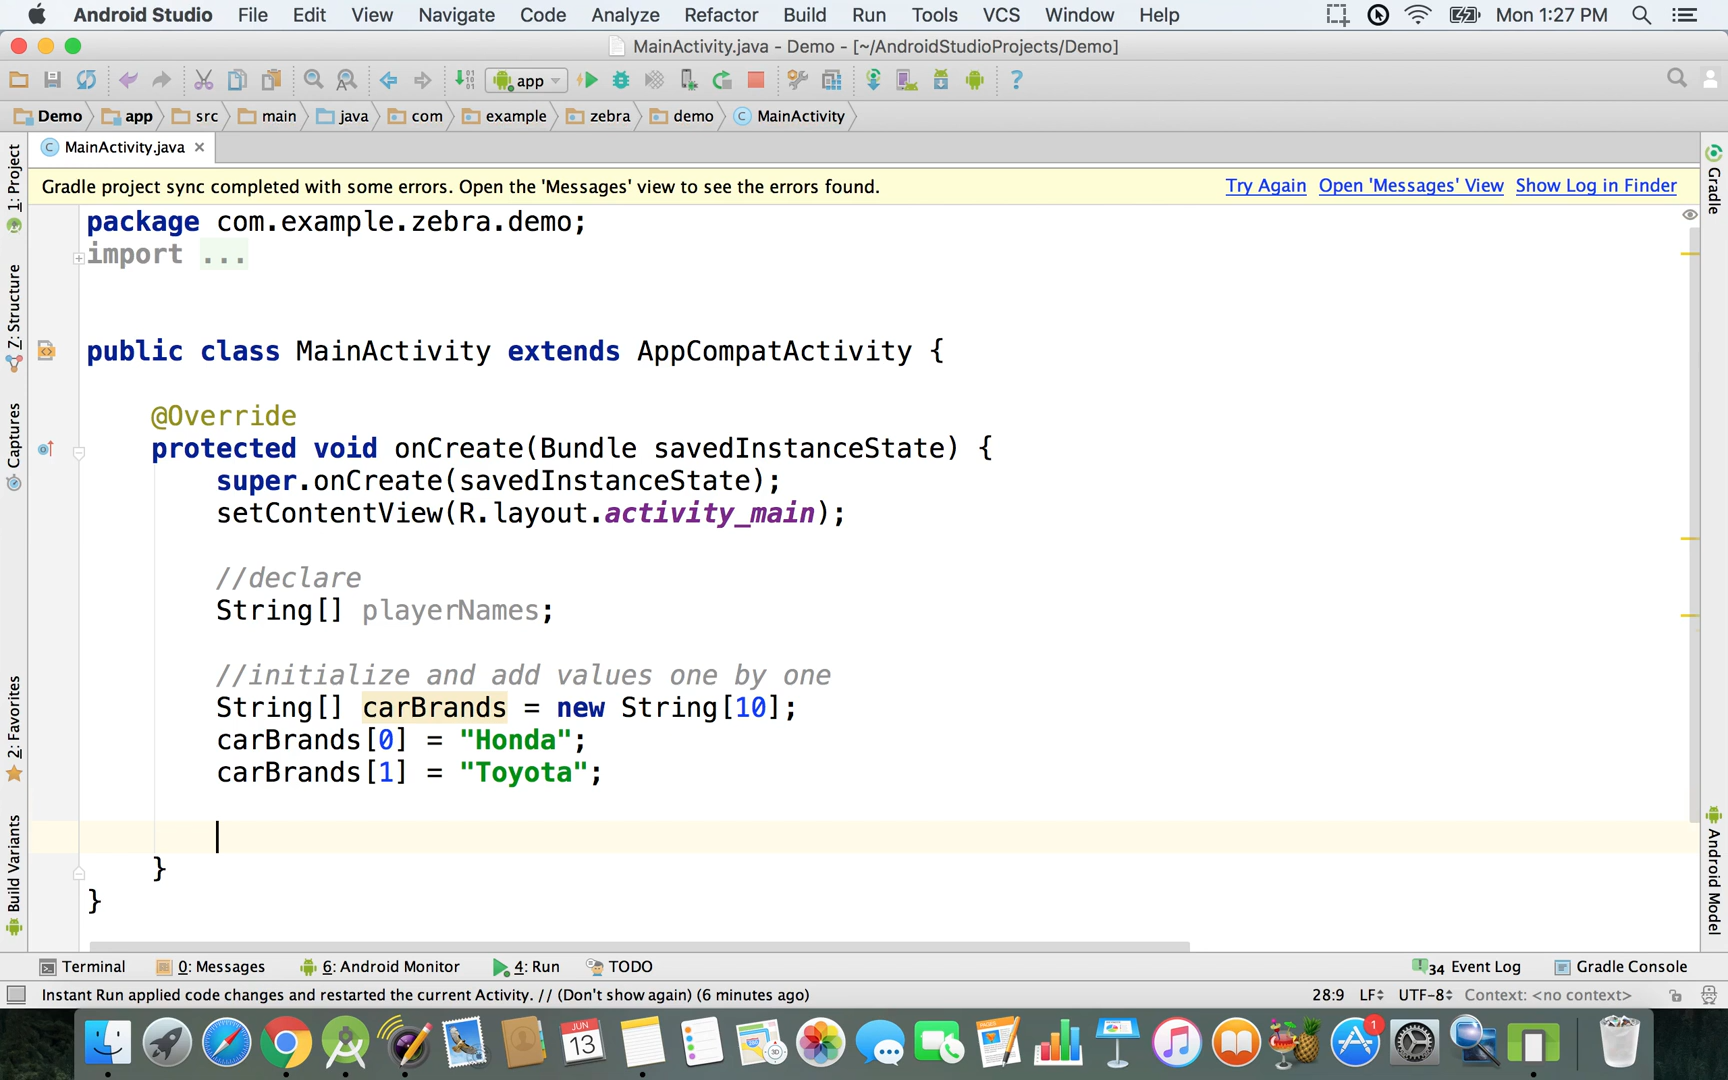 Android Studio File Edit View Navigate Code Analyze Refactor Build Run Tools VCS Window Help Mon 1:27 PM
MainActivity.java - Demo - [~/AndroidStudioProjects/Demo]
app
Demo app src main java com example zebra demo MainActivity
MainActivity.java
Gradle project sync completed with some errors. Open the 'Messages' view to see the errors found. Try Again Open 'Messages' View Show Log in Finder
1: Project
Z: Structure
Captures
2: Favorites
Build Variants
package com.example.zebra.demo;
import ...
public class MainActivity extends AppCompatActivity {
@Override
protected void onCreate(Bundle savedInstanceState) {
super.onCreate(savedInstanceState);
setContentView(R.layout.activity_main);
//declare
String[] playerNames;
//initialize and add values one by one
String[] carBrands = new String[10];
carBrands[0] = "Honda";
carBrands[1] = "Toyota";
}
}
Gradle
Android Model
Terminal 0: Messages 6: Android Monitor 4: Run TODO 34 Event Log Gradle Console
Instant Run applied code changes and restarted the current Activity. // (Don't show again) (6 minutes ago) 28:9 LF UTF-8 Context: <no context>
JUN
13
1